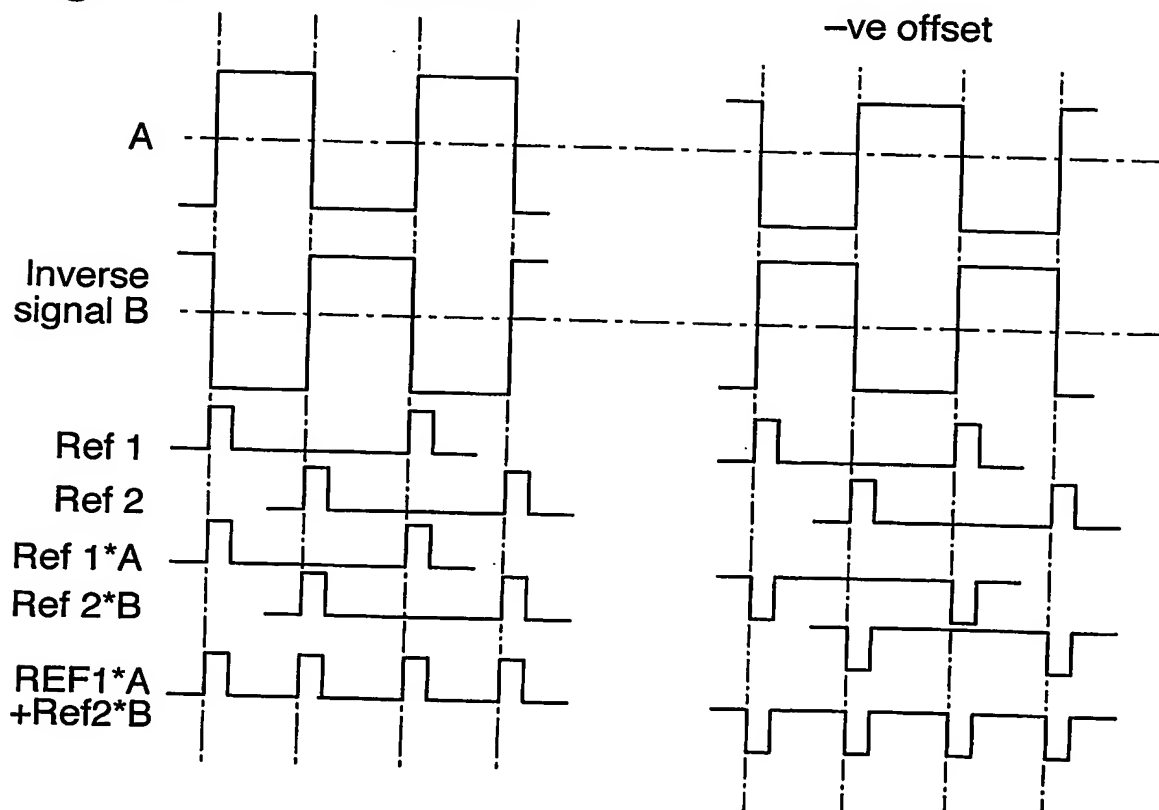 –ve offset
A
Inverse
signal B
Ref 1
Ref 2
Ref 1*A
Ref 2*B
REF1*A
+Ref2*B